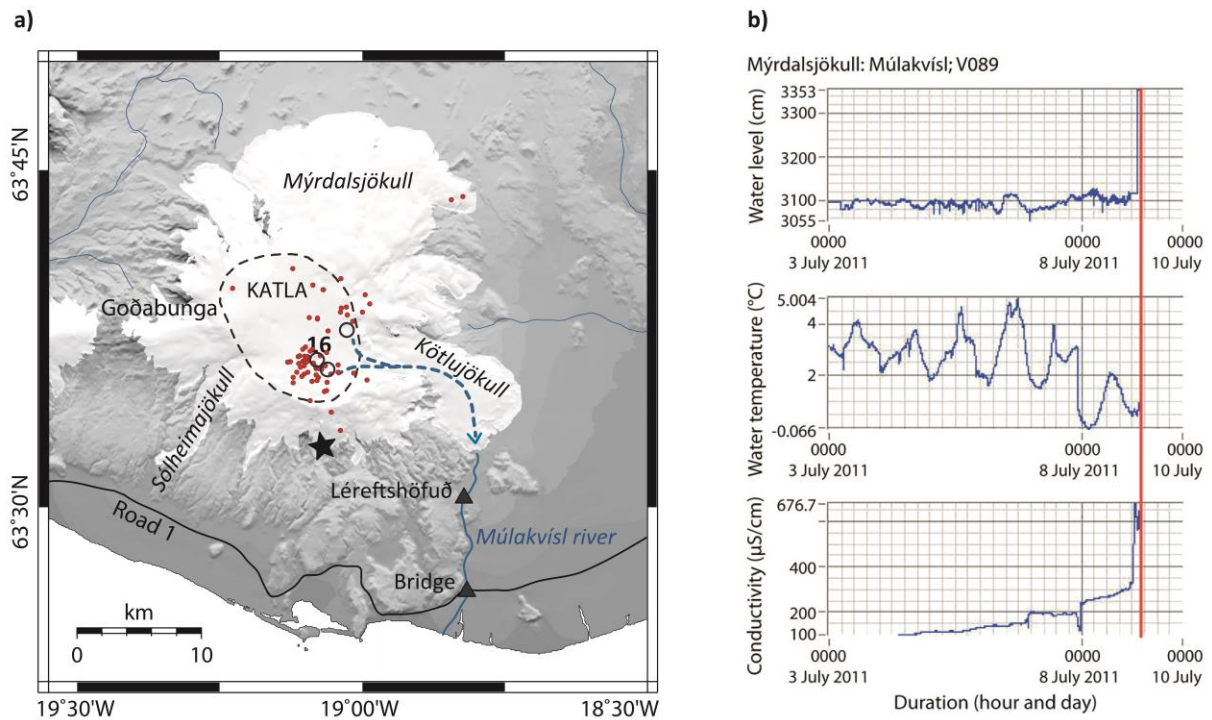 a)
63°45'N
63°30'N
Mýrdalsjökull
KATLA
Goðabunga
16
Kötlujökull
Sólheimajökull
Léreftshöfuð
Road 1
Múlakvísl river
Bridge
km
0 10
19°30'W 19°00'W 18°30'W
b)
Mýrdalsjökull: Múlakvísl; V089
Water level (cm)
3353
3300
3200
3100
3055
0000 0000 0000
3 July 2011 8 July 2011 10 July
Water temperature (°C)
5.004
4
2
-0.066
0000 0000 0000
3 July 2011 8 July 2011 10 July
Conductivity (µS/cm)
676.7
400
200
100
0000 0000 0000
3 July 2011 8 July 2011 10 July
Duration (hour and day)